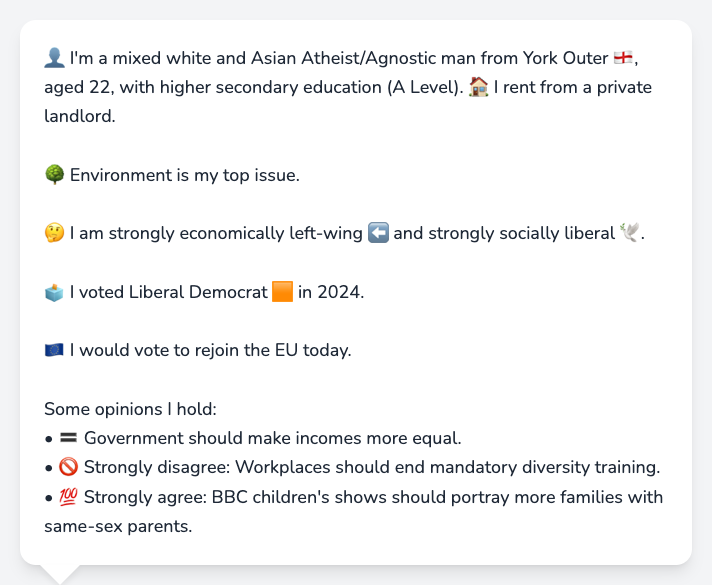 👤 I'm a mixed white and Asian Atheist/Agnostic man from York Outer 🏴󠁧󠁢󠁥󠁮󠁧󠁿,
aged 22, with higher secondary education (A Level). 🏠 I rent from a private
landlord.
🌳 Environment is my top issue.
🤔 I am strongly economically left-wing ⬅️ and strongly socially liberal 🕊️.
🗳️ I voted Liberal Democrat 🟧 in 2024.
🇪🇺 I would vote to rejoin the EU today.
Some opinions I hold:
• 🟰 Government should make incomes more equal.
• 🚫 Strongly disagree: Workplaces should end mandatory diversity training.
• 💯 Strongly agree: BBC children's shows should portray more families with
same-sex parents.